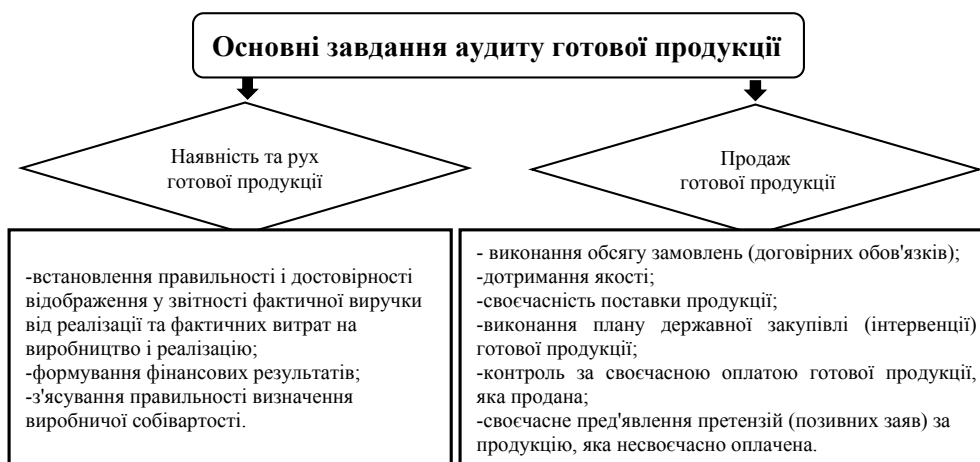 Основні завдання аудиту готової продукції
Наявність та рух
готової продукції
Продаж
готової продукції
-встановлення правильності і достовірності
відображення у звітності фактичної виручки
від реалізації та фактичних витрат на
виробництво і реалізацію;
-формування фінансових результатів;
-з'ясування правильності визначення
виробничої собівартості.
- виконання обсягу замовлень (договірних обов'язків);
-дотримання якості;
-своєчасність поставки продукції;
-виконання плану державної закупівлі (інтервенції)
готової продукції;
-контроль за своєчасною оплатою готової продукції,
яка продана;
-своєчасне пред'явлення претензій (позивних заяв) за
продукцію, яка несвоєчасно оплачена.